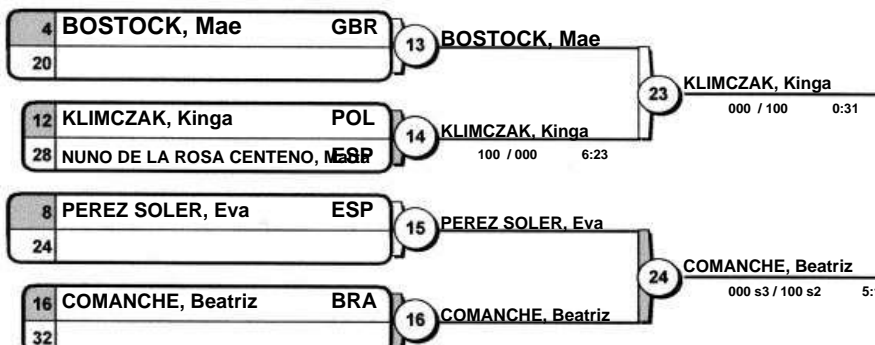 4 BOSTOCK, Mae GBR
20
13 BOSTOCK, Mae
12 KLIMCZAK, Kinga POL
28 NUNO DE LA ROSA CENTENO, Marta ESP
14 KLIMCZAK, Kinga
100 / 000 6:23
23 KLIMCZAK, Kinga
000 / 100 0:31
8 PEREZ SOLER, Eva ESP
24
15 PEREZ SOLER, Eva
16 COMANCHE, Beatriz BRA
32
16 COMANCHE, Beatriz
24 COMANCHE, Beatriz
000 s3 / 100 s2